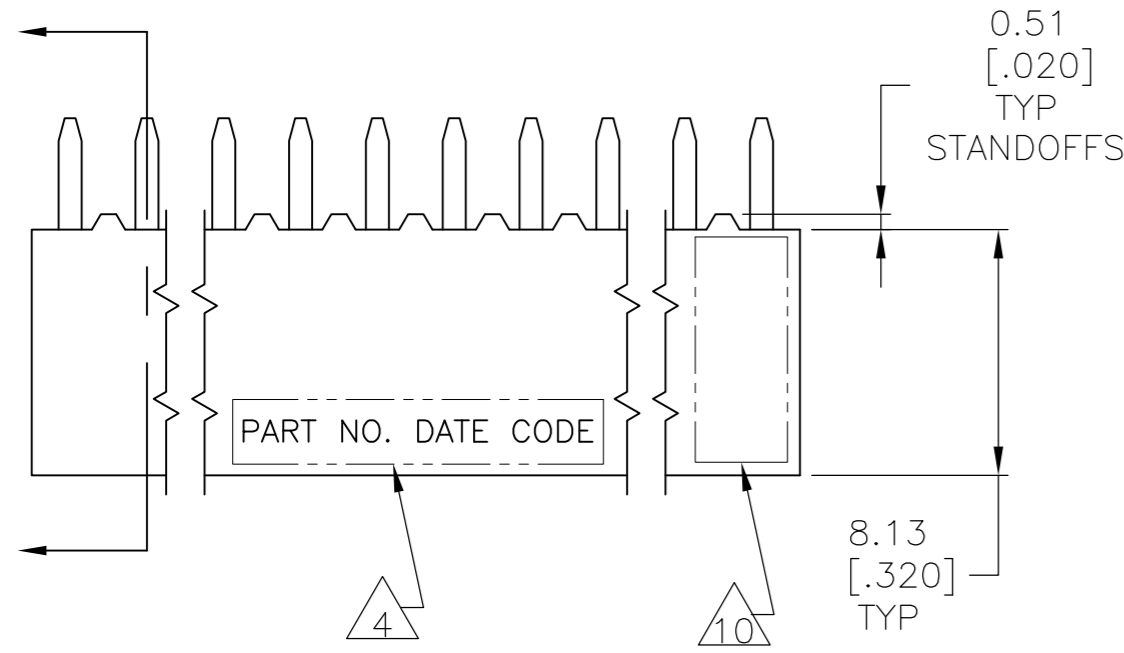 0.51
[.020]
TYP
STANDOFFS
PART NO. DATE CODE
8.13
[.320]
TYP
4
10